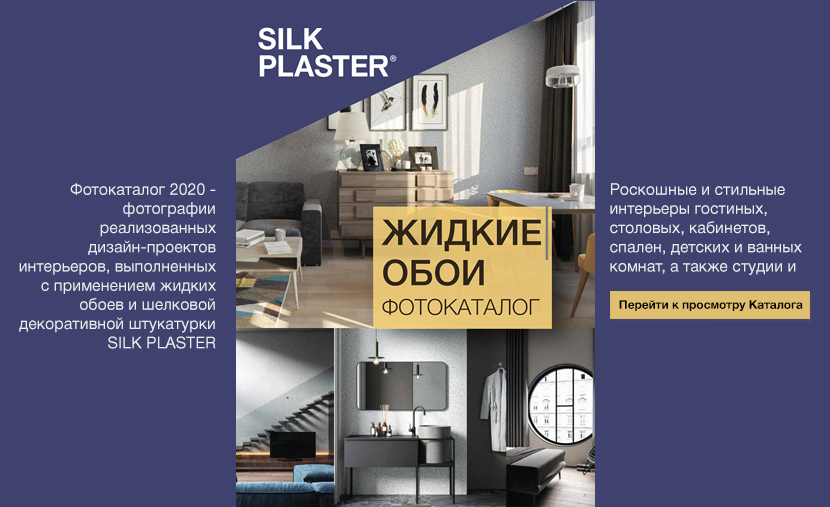 SILK
PLASTER®
Фотокаталог 2020 -
фотографии
реализованных
дизайн-проектов
интерьеров, выполненных
с применением жидких
обоев и шелковой
декоративной штукатурки
SILK PLASTER
ЖИДКИЕ
ОБОИ
ФОТОКАТАЛОГ
Роскошные и стильные
интерьеры гостиных,
столовых, кабинетов,
спален, детских и ванных
комнат, а также студии и
Перейти к просмотру Каталога